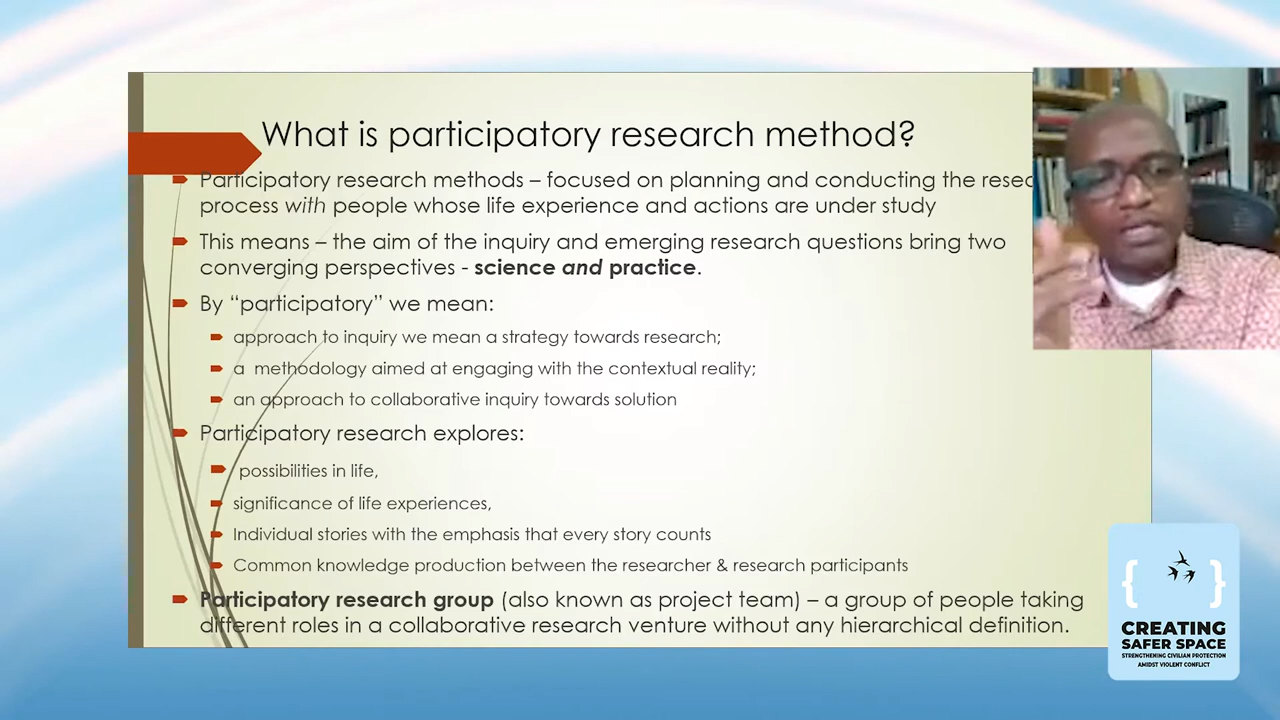 What is participatory research method?
Participatory research methods – focused on planning and conducting the
process with people whose life experience and actions are under study
This means – the aim of the inquiry and emerging research questions bring two
converging perspectives - science and practice.
By “participatory” we mean:
approach to inquiry we mean a strategy towards research;
a methodology aimed at engaging with the contextual reality;
an approach to collaborative inquiry towards solution
Participatory research explores:
possibilities in life,
significance of life experiences,
Individual stories with the emphasis that every story counts
Common knowledge production between the researcher & research participants
Participatory research group (also known as project team) – a group of people taking
different roles in a collaborative research venture without any hierarchical definition.
CREATING
SAFER SPACE
STRENGTHENING CIVILIAN PROTECTION
AMIDST VIOLENT CONFLICT